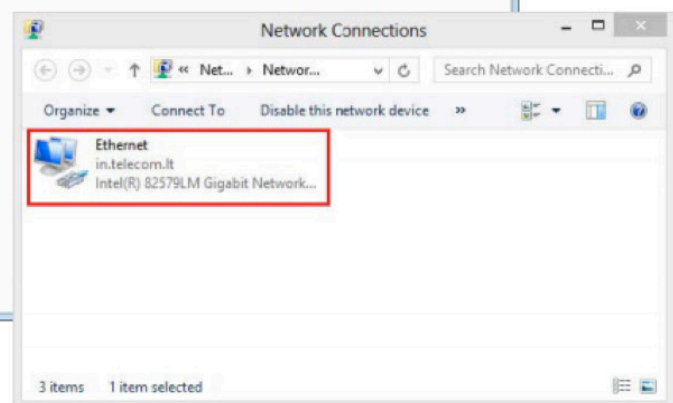 Network Connections
« Net... Networ... Search Network Connecti...
Organize Connect To Disable this network device »
Ethernet
in.telecom.lt
Intel(R) 82579LM Gigabit Network...
3 items 1 item selected